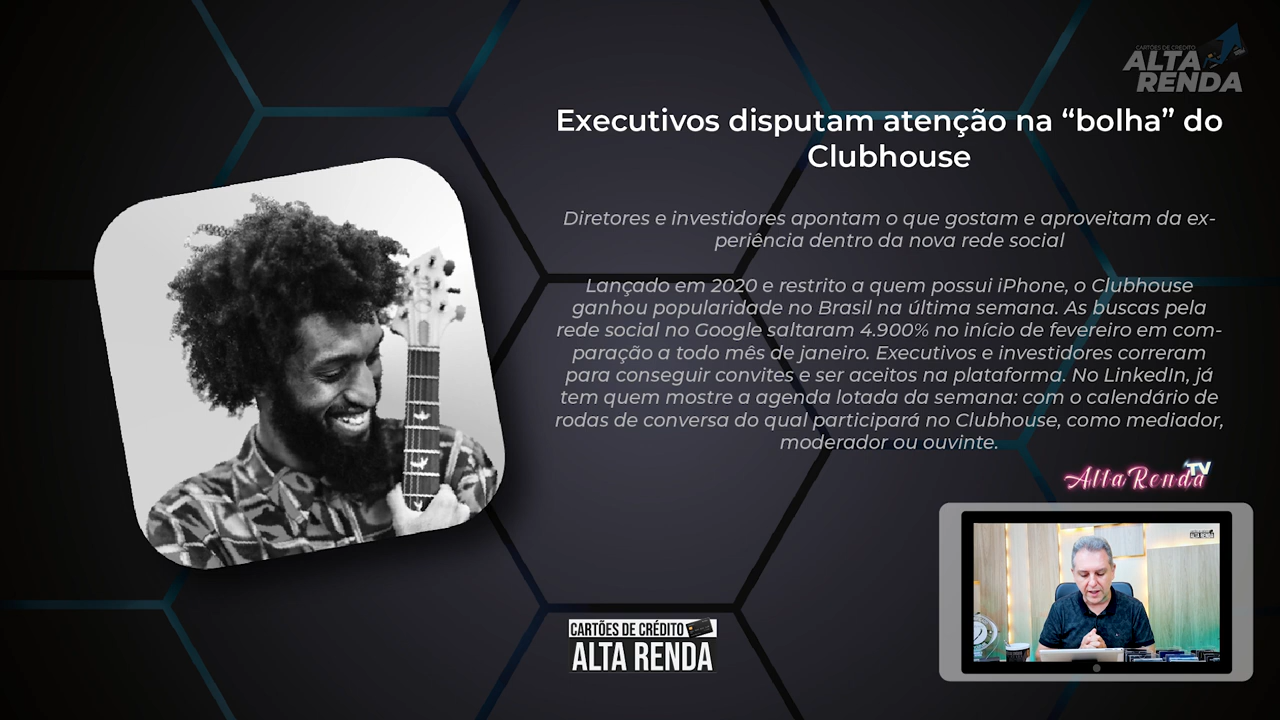 CARTÕES DE CRÉDITO
ALTA
RENDA
Executivos disputam atenção na “bolha” do
Clubhouse
Diretores e investidores apontam o que gostam e aproveitam da ex-
periência dentro da nova rede social
Lançado em 2020 e restrito a quem possui iPhone, o Clubhouse
ganhou popularidade no Brasil na última semana. As buscas pela
rede social no Google saltaram 4.900% no início de fevereiro em com-
paração a todo mês de janeiro. Executivos e investidores correram
para conseguir convites e ser aceitos na plataforma. No LinkedIn, já
tem quem mostre a agenda lotada da semana: com o calendário de
rodas de conversa do qual participará no Clubhouse, como mediador,
moderador ou ouvinte.
AltaRenda TV
ALTA RENDA
CARTÕES DE CRÉDITO
ALTA RENDA